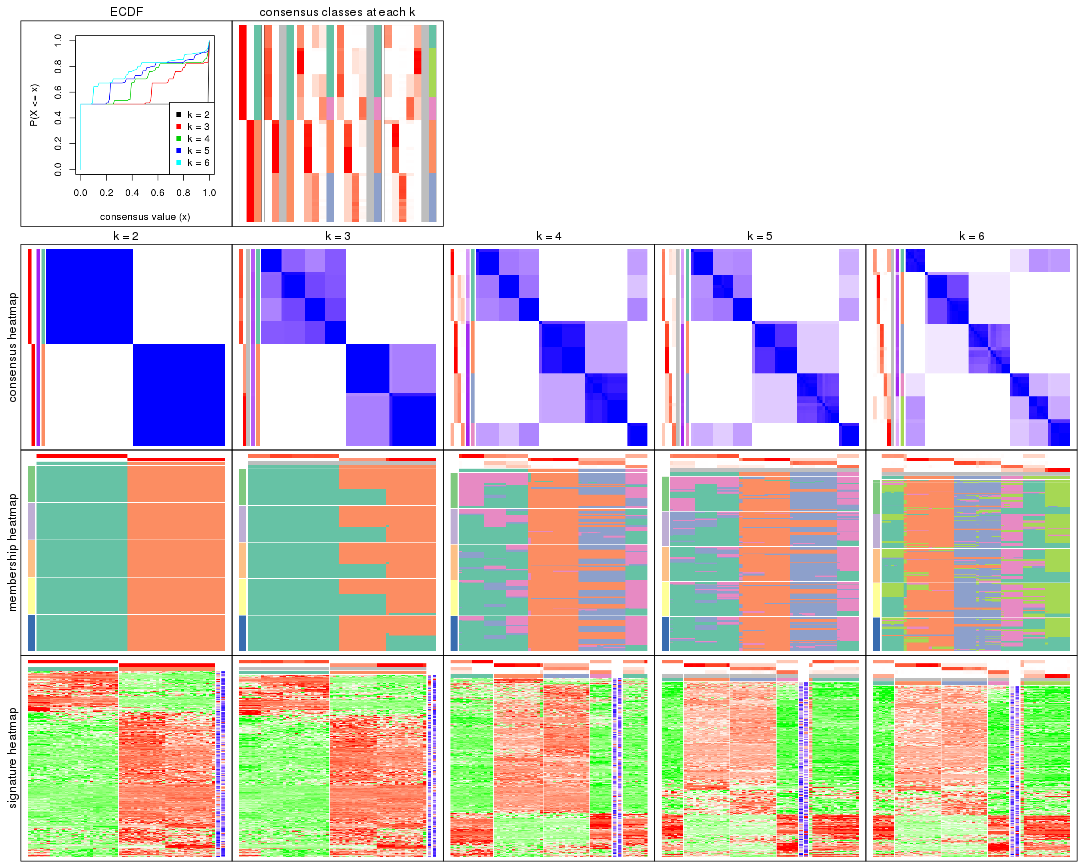 ECDF
consensus classes at each k
P(X <= x)
1.0
0.8
0.6
0.4
0.2
0.0
k = 2
k = 3
k = 4
k = 5
k = 6
0.0 0.2 0.4 0.6 0.8 1.0
consensus value (x)
k = 2 k = 3 k = 4 k = 5 k = 6
consensus heatmap
membership heatmap
signature heatmap